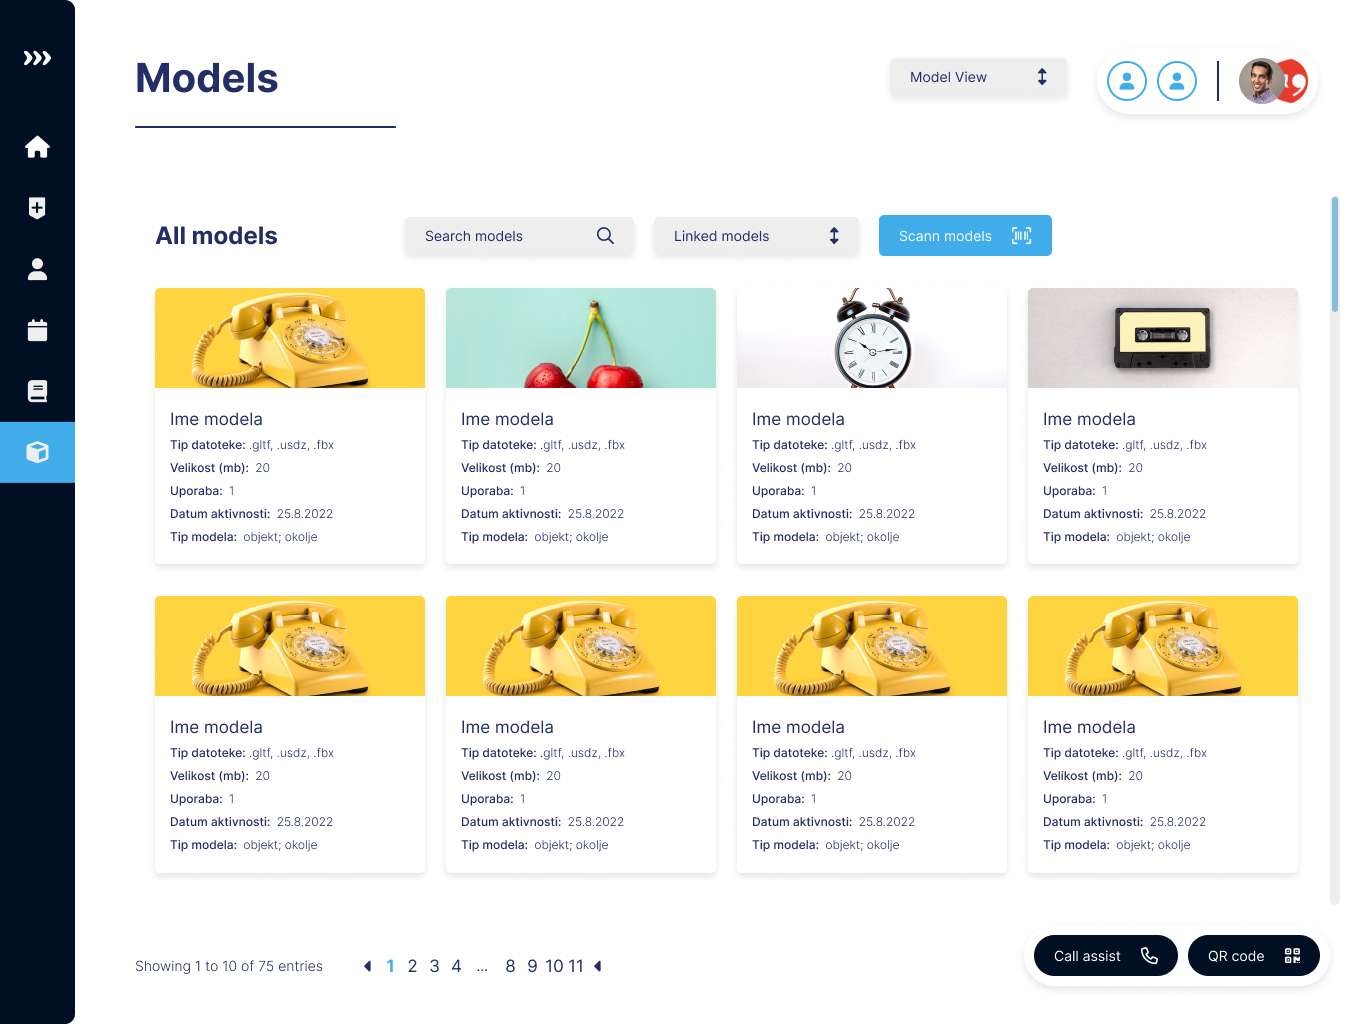 Models
Model View
All models
Search models
Linked models
Scann models
Ime modela
Tip datoteke: .gltf, .usdz, .fbx
Velikost (mb): 20
Uporaba: 1
Datum aktivnosti: 25.8.2022
Tip modela: objekt; okolje
Ime modela
Tip datoteke: .gltf, .usdz, .fbx
Velikost (mb): 20
Uporaba: 1
Datum aktivnosti: 25.8.2022
Tip modela: objekt; okolje
Ime modela
Tip datoteke: .gltf, .usdz, .fbx
Velikost (mb): 20
Uporaba: 1
Datum aktivnosti: 25.8.2022
Tip modela: objekt; okolje
Ime modela
Tip datoteke: .gltf, .usdz, .fbx
Velikost (mb): 20
Uporaba: 1
Datum aktivnosti: 25.8.2022
Tip modela: objekt; okolje
Ime modela
Tip datoteke: .gltf, .usdz, .fbx
Velikost (mb): 20
Uporaba: 1
Datum aktivnosti: 25.8.2022
Tip modela: objekt; okolje
Ime modela
Tip datoteke: .gltf, .usdz, .fbx
Velikost (mb): 20
Uporaba: 1
Datum aktivnosti: 25.8.2022
Tip modela: objekt; okolje
Ime modela
Tip datoteke: .gltf, .usdz, .fbx
Velikost (mb): 20
Uporaba: 1
Datum aktivnosti: 25.8.2022
Tip modela: objekt; okolje
Ime modela
Tip datoteke: .gltf, .usdz, .fbx
Velikost (mb): 20
Uporaba: 1
Datum aktivnosti: 25.8.2022
Tip modela: objekt; okolje
Showing 1 to 10 of 75 entries
1 2 3 4 ... 8 9 10 11
Call assist
QR code